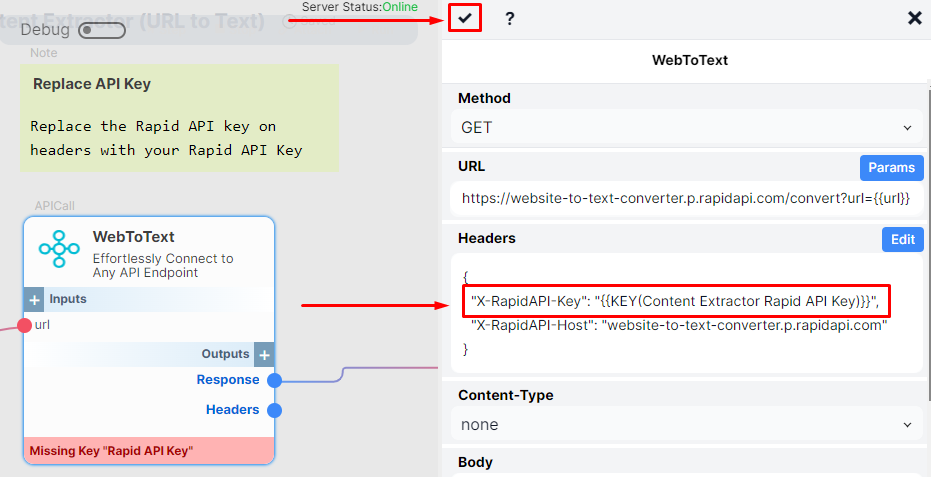 Content Extractor (URL to Text)
Server Status:Online
Debug
Note
Replace API Key
Replace the Rapid API key on
headers with your Rapid API Key
APICall
WebToText
Effortlessly Connect to
Any API Endpoint
+ Inputs
url
Outputs +
Response
Headers
Missing Key "Rapid API Key"
?
WebToText
Method
GET
URL
Params
https://website-to-text-converter.p.rapidapi.com/convert?url={{url}}
Headers
Edit
{
"X-RapidAPI-Key": "{{KEY(Content Extractor Rapid API Key)}}",
"X-RapidAPI-Host": "website-to-text-converter.p.rapidapi.com"
}
Content-Type
none
Body